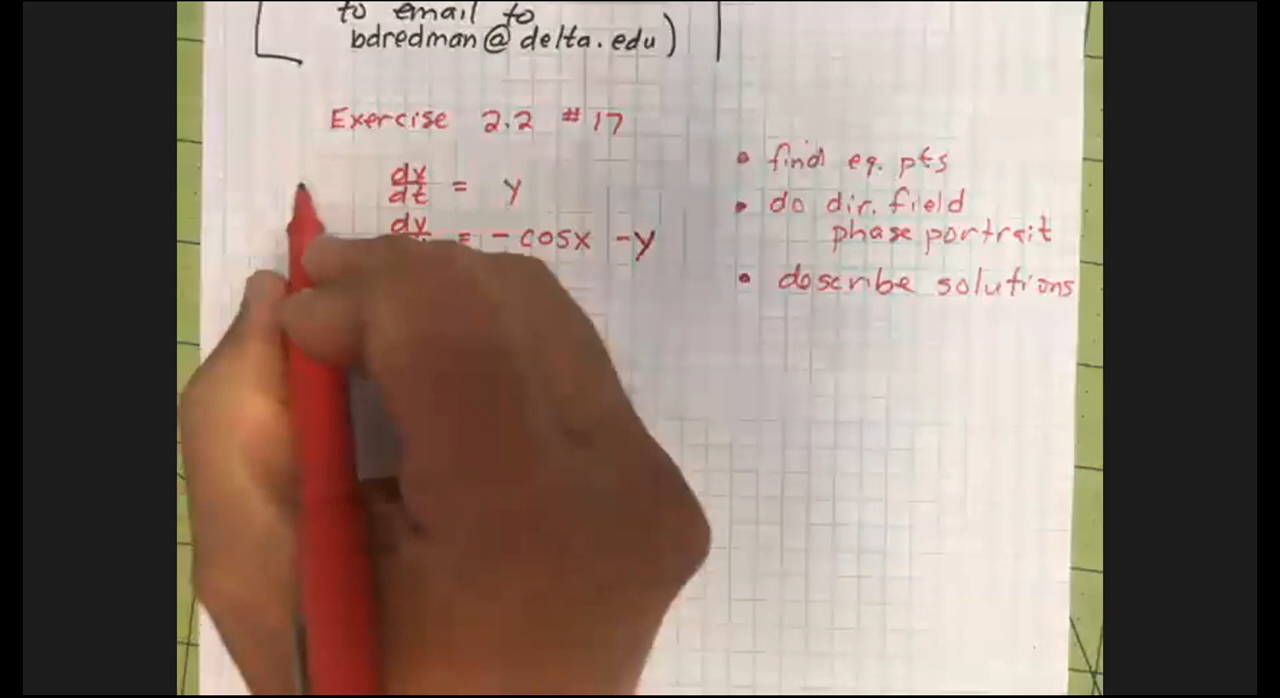 to email to
bdredman@delta.edu)
Exercise 2.2 #17
dx/dt = y
dy = -cosx -y
• find eq. pts
• do dir. field
phase portrait
• describe solutions